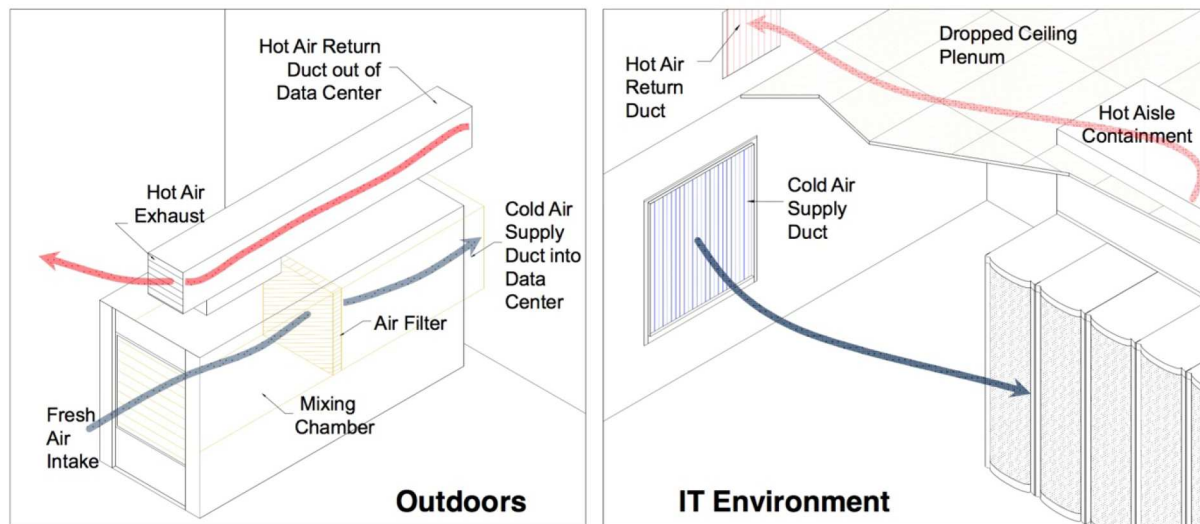 Hot Air Return
Duct out of
Data Center
Hot Air
Exhaust
Cold Air
Supply
Duct into
Data
Center
Air Filter
Mixing
Chamber
Fresh
Air
Intake
Outdoors
Hot Air
Return
Duct
Dropped Ceiling
Plenum
Hot Aisle
Containment
Cold Air
Supply
Duct
IT Environment